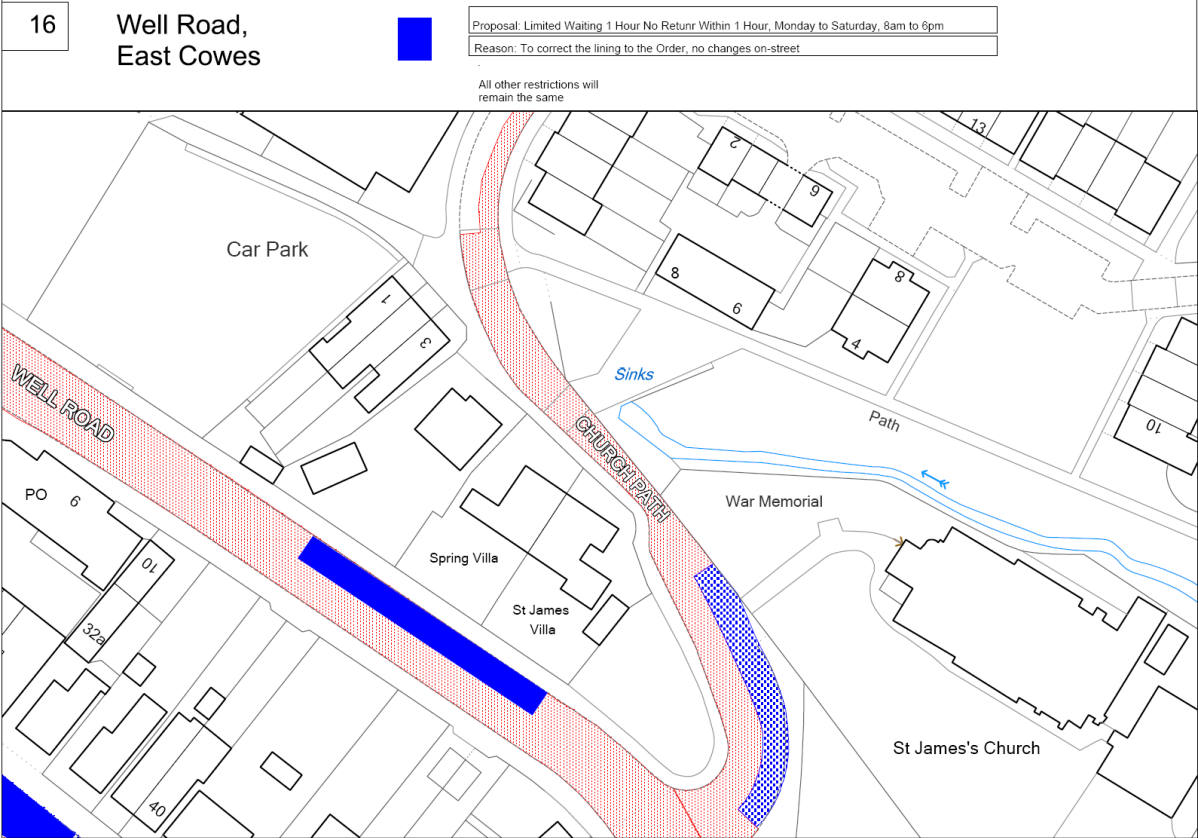 16
Well Road,
East Cowes
Proposal: Limited Waiting 1 Hour No Retunr Within 1 Hour, Monday to Saturday, 8am to 6pm
Reason: To correct the lining to the Order, no changes on-street
All other restrictions will
remain the same
13
2
6
Car Park
8
6
8
4
1
3
Sinks
WELL ROAD
CHURCH PATH
Path
10
PO
6
War Memorial
10
Spring Villa
St James
Villa
32a
St James's Church
40